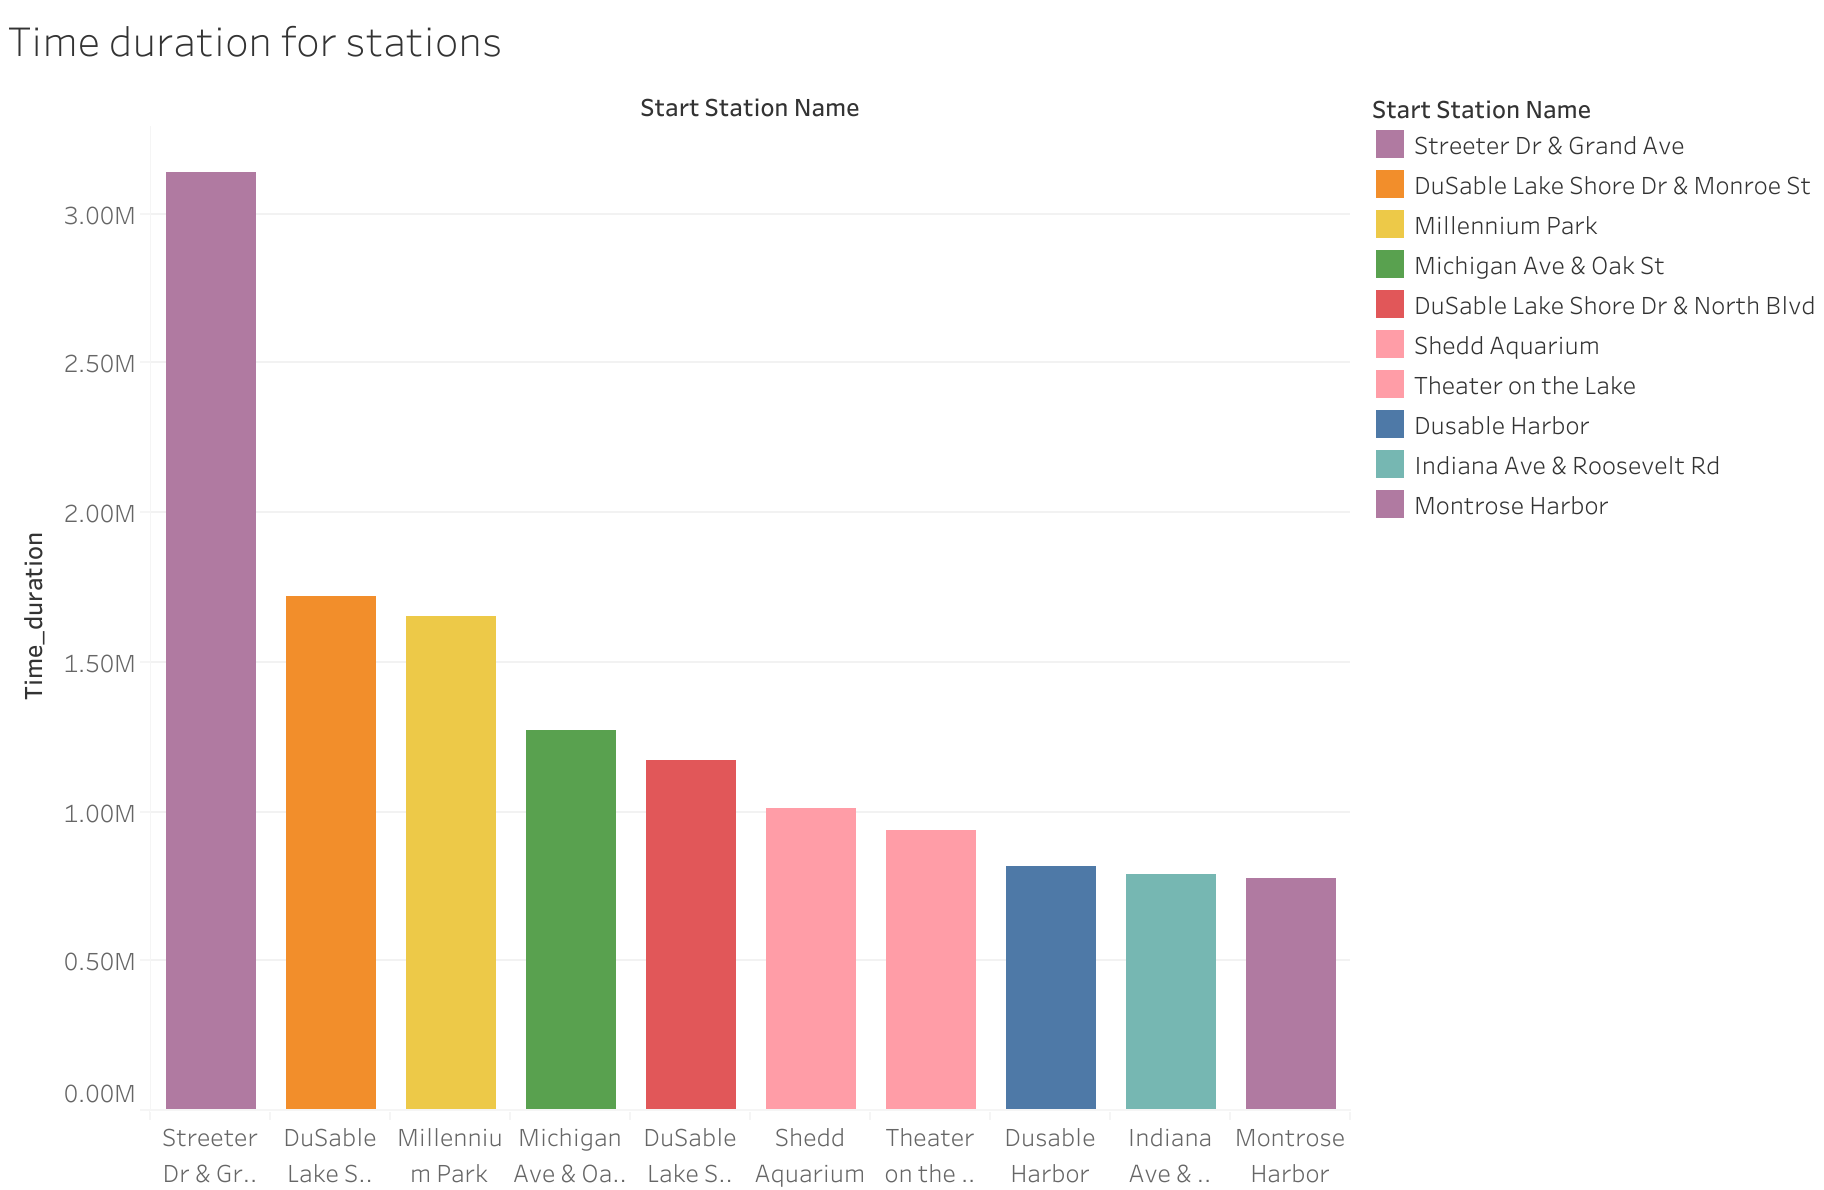 Time duration for stations
Start Station Name
Start Station Name
Streeter Dr & Grand Ave
DuSable Lake Shore Dr & Monroe St
Millennium Park
Michigan Ave & Oak St
DuSable Lake Shore Dr & North Blvd
Shedd Aquarium
Theater on the Lake
Dusable Harbor
Indiana Ave & Roosevelt Rd
Montrose Harbor
Time_duration
3.00M
2.50M
2.00M
1.50M
1.00M
0.50M
0.00M
Streeter
Dr & Gr..
DuSable
Lake S..
Millenniu
m Park
Michigan
Ave & Oa..
DuSable
Lake S..
Shedd
Aquarium
Theater
on the ..
Dusable
Harbor
Indiana
Ave & ..
Montrose
Harbor